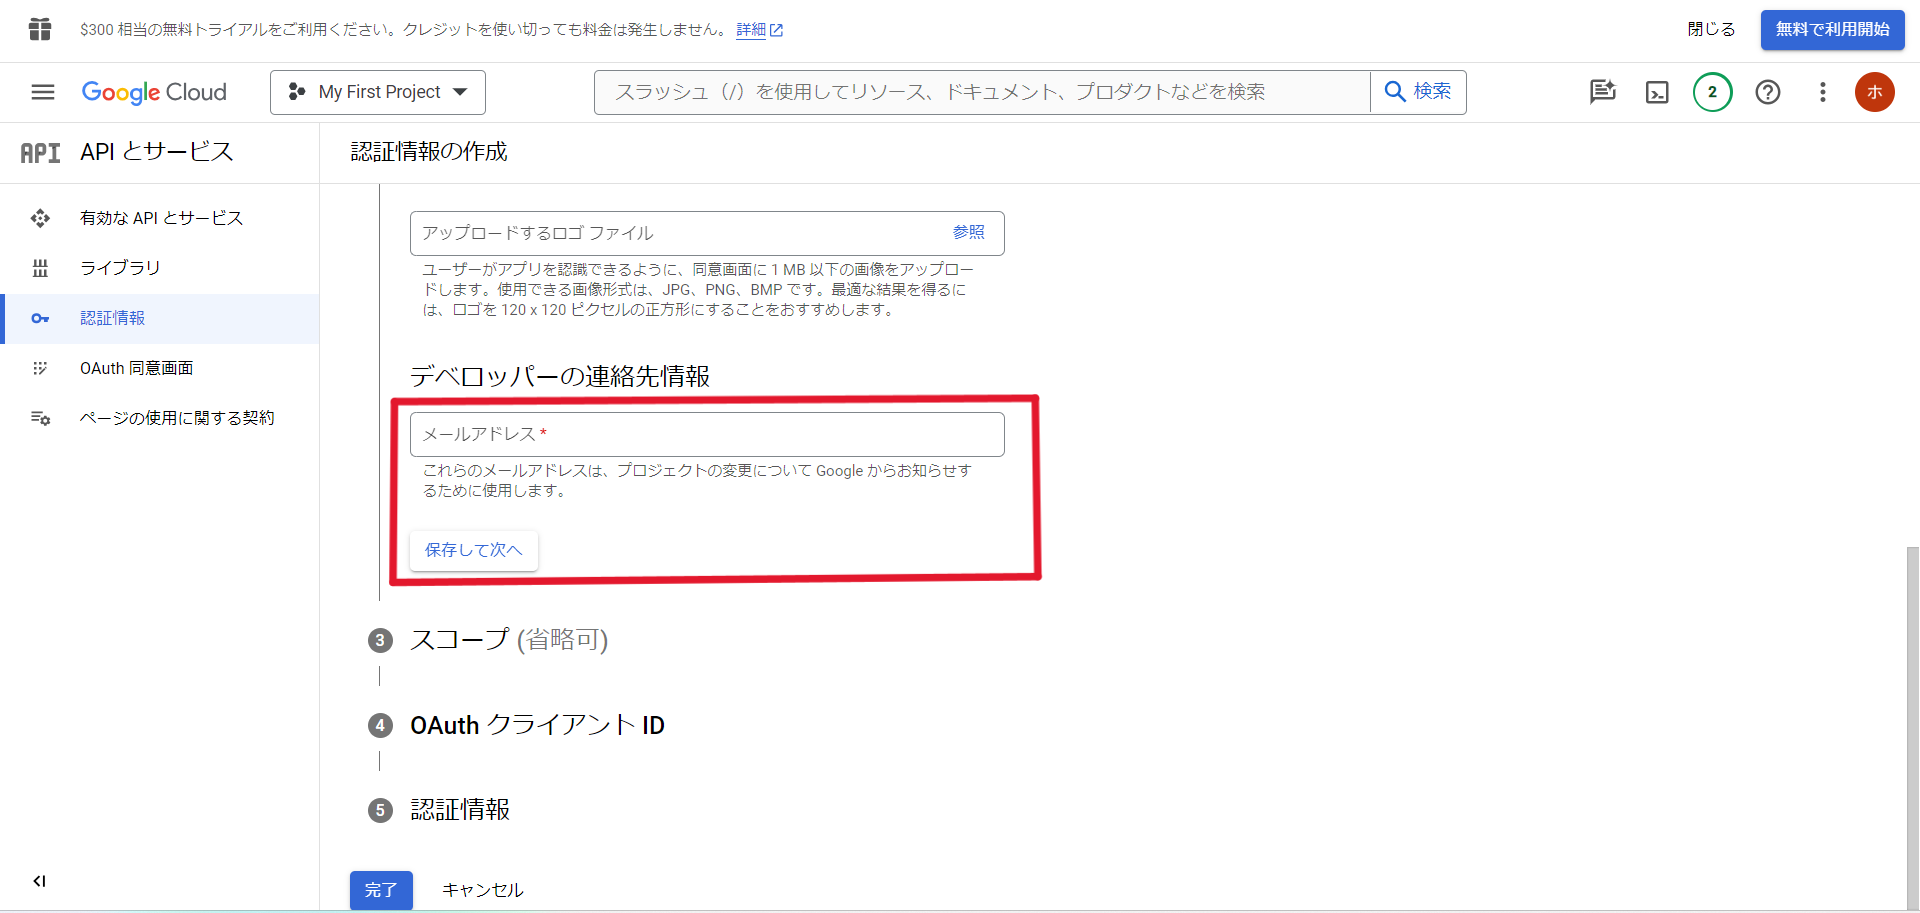 $300 相当の無料トライアルをご利用ください。クレジットを使い切っても料金は発生しません。 詳細
閉じる
無料で利用開始
Google Cloud
My First Project
スラッシュ（/）を使用してリソース、ドキュメント、プロダクトなどを検索
検索
2
ホ
API
API とサービス
認証情報の作成
有効な API とサービス
ライブラリ
認証情報
OAuth 同意画面
ページの使用に関する契約
アップロードするロゴ ファイル
参照
ユーザーがアプリを認識できるように、同意画面に 1 MB 以下の画像をアップロー
ドします。使用できる画像形式は、JPG、PNG、BMP です。最適な結果を得るに
は、ロゴを 120 x 120 ピクセルの正方形にすることをおすすめします。
デベロッパーの連絡先情報
メールアドレス *
これらのメールアドレスは、プロジェクトの変更について Google からお知らせす
るために使用します。
保存して次へ
3 スコープ (省略可)
4 OAuth クライアント ID
5 認証情報
完了
キャンセル